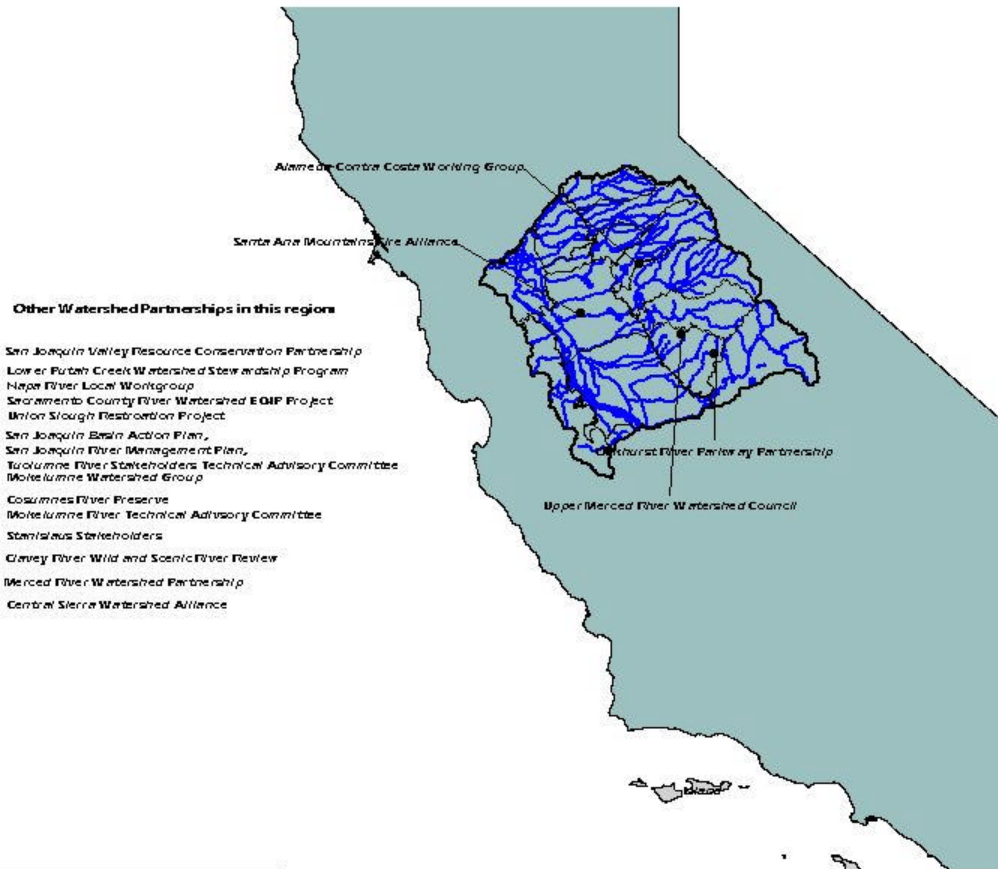 Alameda Contra Costa Working Group
Santa Ana Mountains Fire Alliance
Other Watershed Partnerships in this region
San Joaquin Valley Resource Conservation Partnership
Lower Putah Creek Watershed Stewardship Program
Napa River Local Workgroup
Sacramento County River Watershed EQIP Project
Union Slough Restroation Project
San Joaquin Basin Action Plan,
San Joaquin River Management Plan,
Tuolumne River Stakeholders Technical Advisory Committee
Mokelumne Watershed Group
Cosumnes River Preserve
Mokelumne River Technical Adivsory Committee
Stanislaus Stakeholders
Clavey River Wild and Scenic River Review
Merced River Watershed Partnership
Central Sierra Watershed Alliance
River Parkway Partnership
Upper Merced River Watershed Council
Island